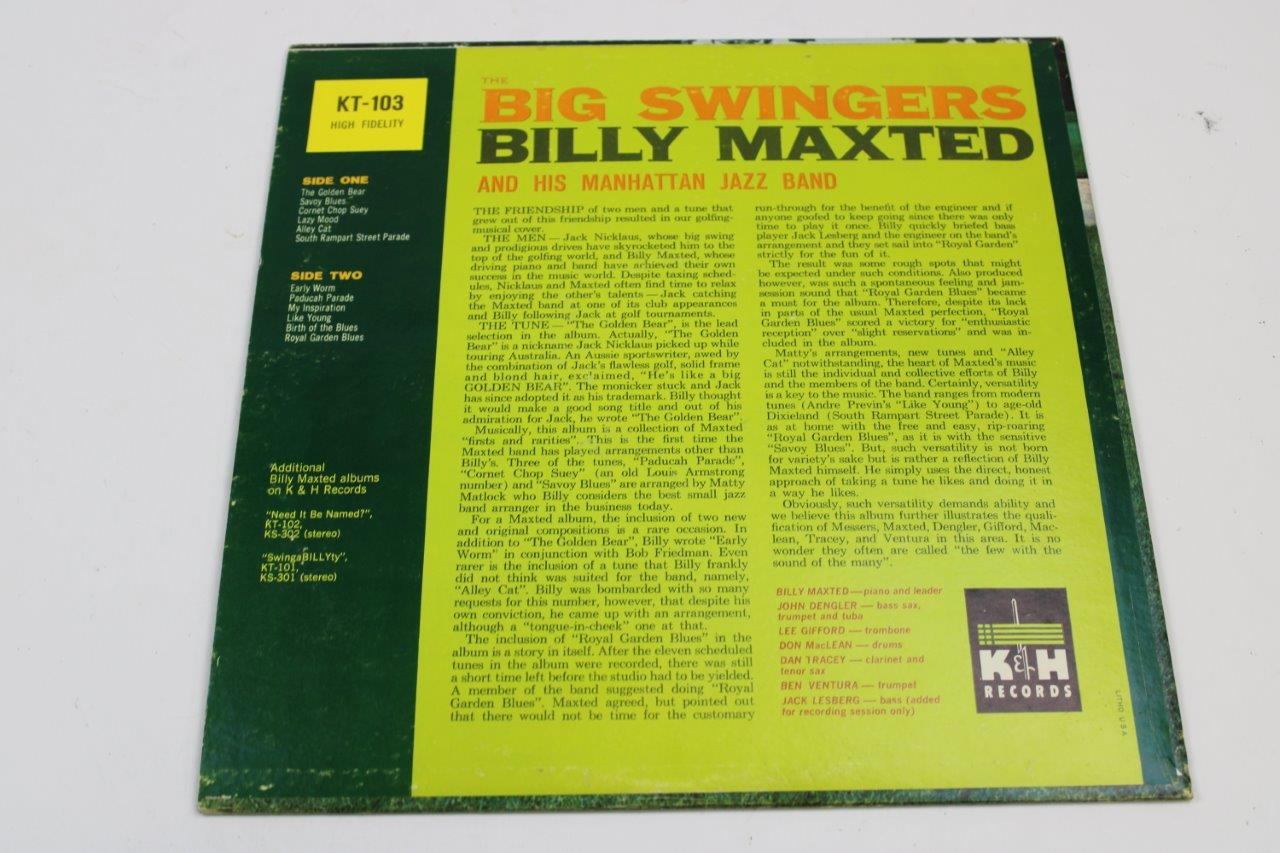 KT-103
HIGH FIDELITY
SIDE ONE
The Golden Bear
Savoy Blues
Cornet Chop Suey
Lazy Mood
Alley Cat
South Rampart Street Parade
SIDE TWO
Early Worm
Paducah Parade
My Inspiration
Like Young
Birth of the Blues
Royal Garden Blues
Additional
Billy Maxted albums
on K & H Records
"Need It Be Named?",
KT-102,
KS-302 (stereo)
"SwingaBILLYty",
KT-101,
KS-301 (stereo)
THE
BIG SWINGERS
BILLY MAXTED
AND HIS MANHATTAN JAZZ BAND
THE FRIENDSHIP of two men and a tune that
grew out of this friendship resulted in our golfing-
musical cover.
THE MEN — Jack Nicklaus, whose big swing
and prodigious drives have skyrocketed him to the
top of the golfing world, and Billy Maxted, whose
driving piano and band have achieved their own
success in the music world. Despite taxing sched-
ules, Nicklaus and Maxted often find time to relax
by enjoying the other's talents — Jack catching
the Maxted band at one of its club appearances
and Billy following Jack at golf tournaments.
THE TUNE — "The Golden Bear", is the lead
selection in the album. Actually, "The Golden
Bear" is a nickname Jack Nicklaus picked up while
touring Australia. An Aussie sportswriter, awed by
the combination of Jack's flawless golf, solid frame
and blond hair, exclaimed, "He's like a big
GOLDEN BEAR". The monicker stuck and Jack
has since adopted it as his trademark. Billy thought
it would make a good song title and out of his
admiration for Jack, he wrote "The Golden Bear".
Musically, this album is a collection of Maxted
"firsts and rarities". This is the first time the
Maxted band has played arrangements other than
Billy's. Three of the tunes, "Paducah Parade",
"Cornet Chop Suey" (an old Louis Armstrong
number) and "Savoy Blues" are arranged by Matty
Matlock who Billy considers the best small jazz
band arranger in the business today.
For a Maxted album, the inclusion of two new
and original compositions is a rare occasion. In
addition to "The Golden Bear", Billy wrote "Early
Worm" in conjunction with Bob Friedman. Even
rarer is the inclusion of a tune that Billy frankly
did not think was suited for the band, namely,
"Alley Cat". Billy was bombarded with so many
requests for this number, however, that despite his
own conviction, he came up with an arrangement,
although a "tongue-in-cheek" one at that.
The inclusion of "Royal Garden Blues" in the
album is a story in itself. After the eleven scheduled
tunes in the album were recorded, there was still
a short time left before the studio had to be yielded.
A member of the band suggested doing "Royal
Garden Blues". Maxted agreed, but pointed out
that there would not be time for the customary
run-through for the benefit of the engineer and if
anyone goofed to keep going since there was only
time to play it once. Billy quickly briefed bass
player Jack Lesberg and the engineer on the band's
arrangement and they set sail into "Royal Garden"
strictly for the fun of it.
The result was some rough spots that might
be expected under such conditions. Also produced
however, was such a spontaneous feeling and jam-
session sound that "Royal Garden Blues" became
a must for the album. Therefore, despite its lack
in parts of the usual Maxted perfection, "Royal
Garden Blues" scored a victory for "enthusiastic
reception" over "slight reservations" and was in-
cluded in the album.
Matty's arrangements, new tunes and "Alley
Cat" notwithstanding, the heart of Maxted's music
is still the individual and collective efforts of Billy
and the members of the band. Certainly, versatility
is a key to the music. The band ranges from modern
tunes (Andre Previn's "Like Young") to age-old
Dixieland (South Rampart Street Parade). It is
as at home with the free and easy, rip-roaring
"Royal Garden Blues", as it is with the sensitive
"Savoy Blues". But, such versatility is not born
for variety's sake but is rather a reflection of Billy
Maxted himself. He simply uses the direct, honest
approach of taking a tune he likes and doing it in
a way he likes.
Obviously, such versatility demands ability and
we believe this album further illustrates the quali-
fication of Messers, Maxted, Dengler, Gifford, Mac-
lean, Tracey, and Ventura in this area. It is no
wonder they often are called "the few with the
sound of the many".
BILLY MAXTED — piano and leader
JOHN DENGLER — bass sax,
trumpet and tuba
LEE GIFFORD — trombone
DON MacLEAN — drums
DAN TRACEY — clarinet and
tenor sax
BEN VENTURA — trumpet
JACK LESBERG — bass (added
for recording session only)
K & H
RECORDS
LITHO U S A